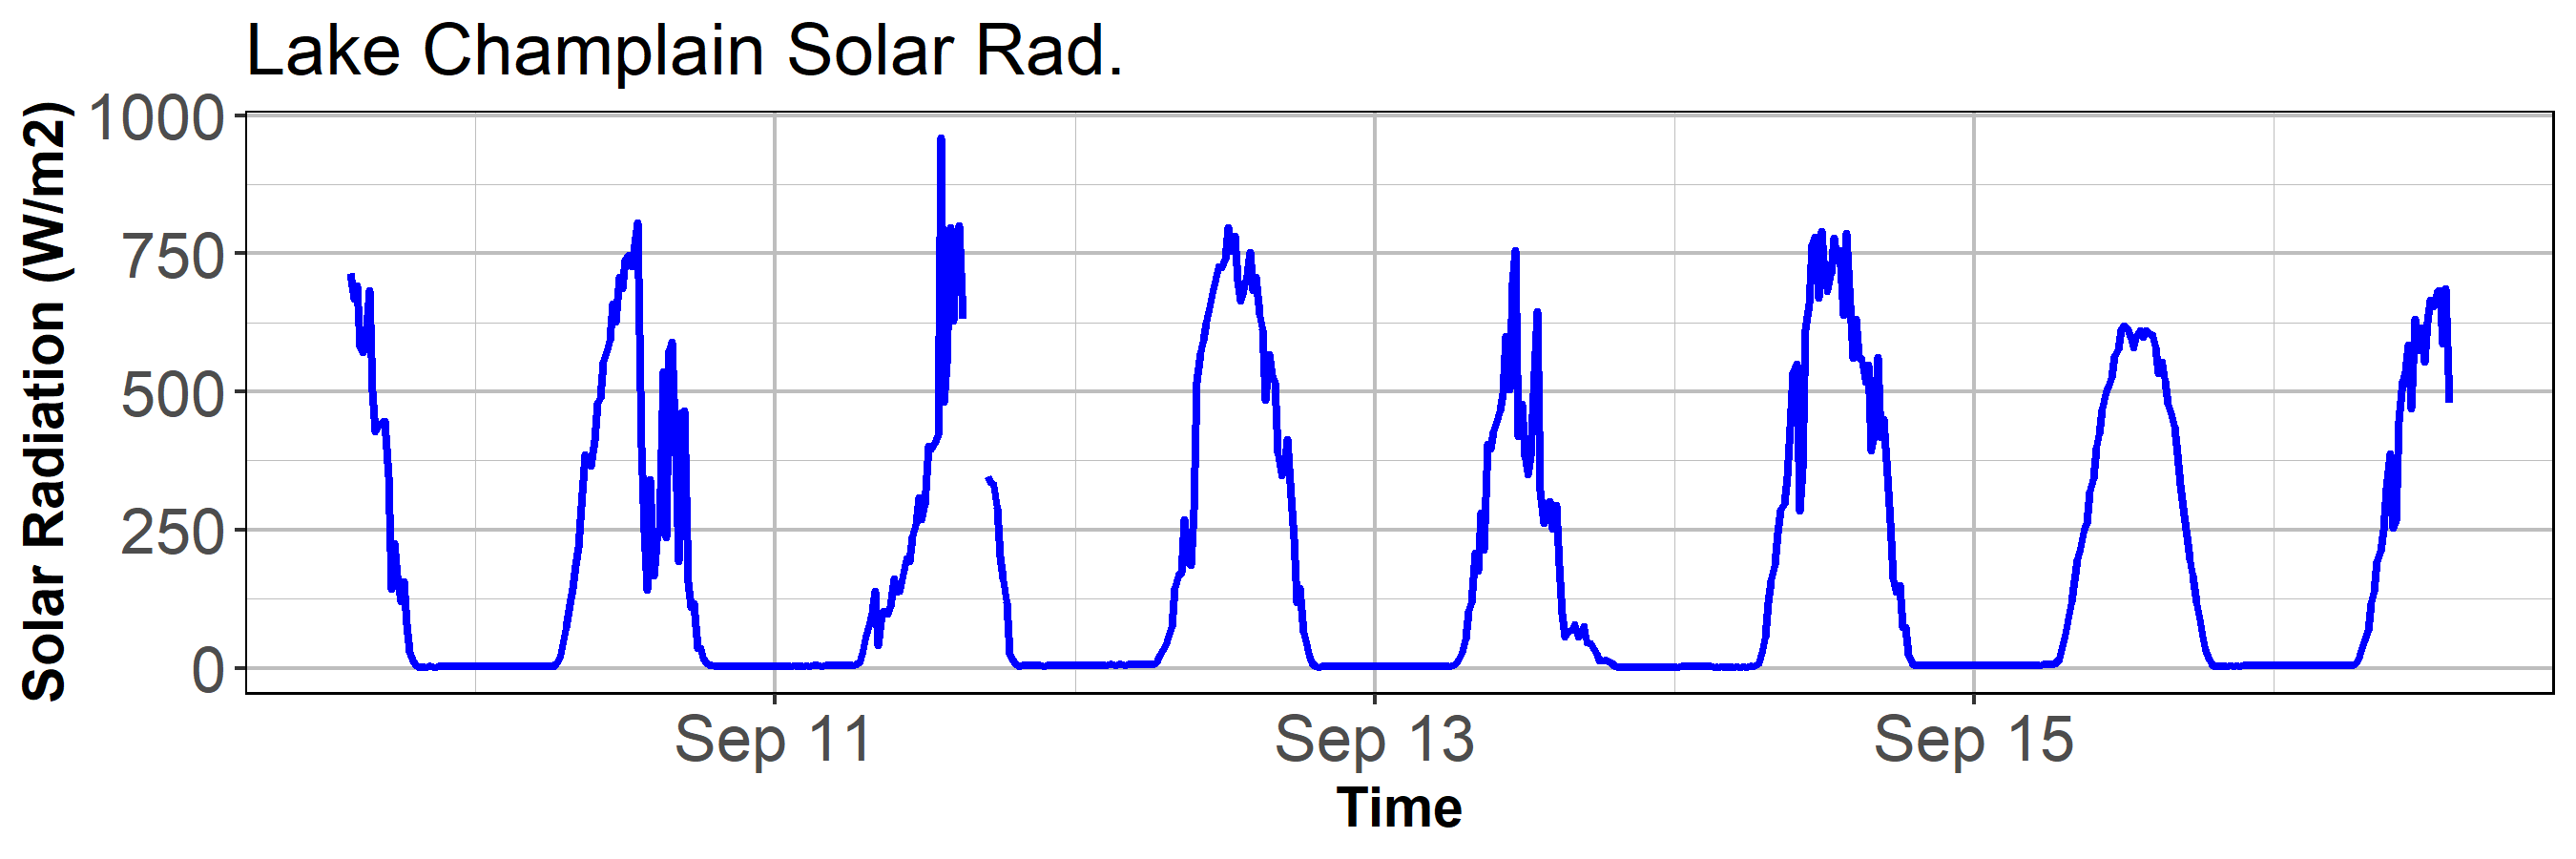 Lake Champlain Solar Rad.
Solar Radiation (W/m2)
1000
750
500
250
0
Sep 11 Sep 13 Sep 15
Time